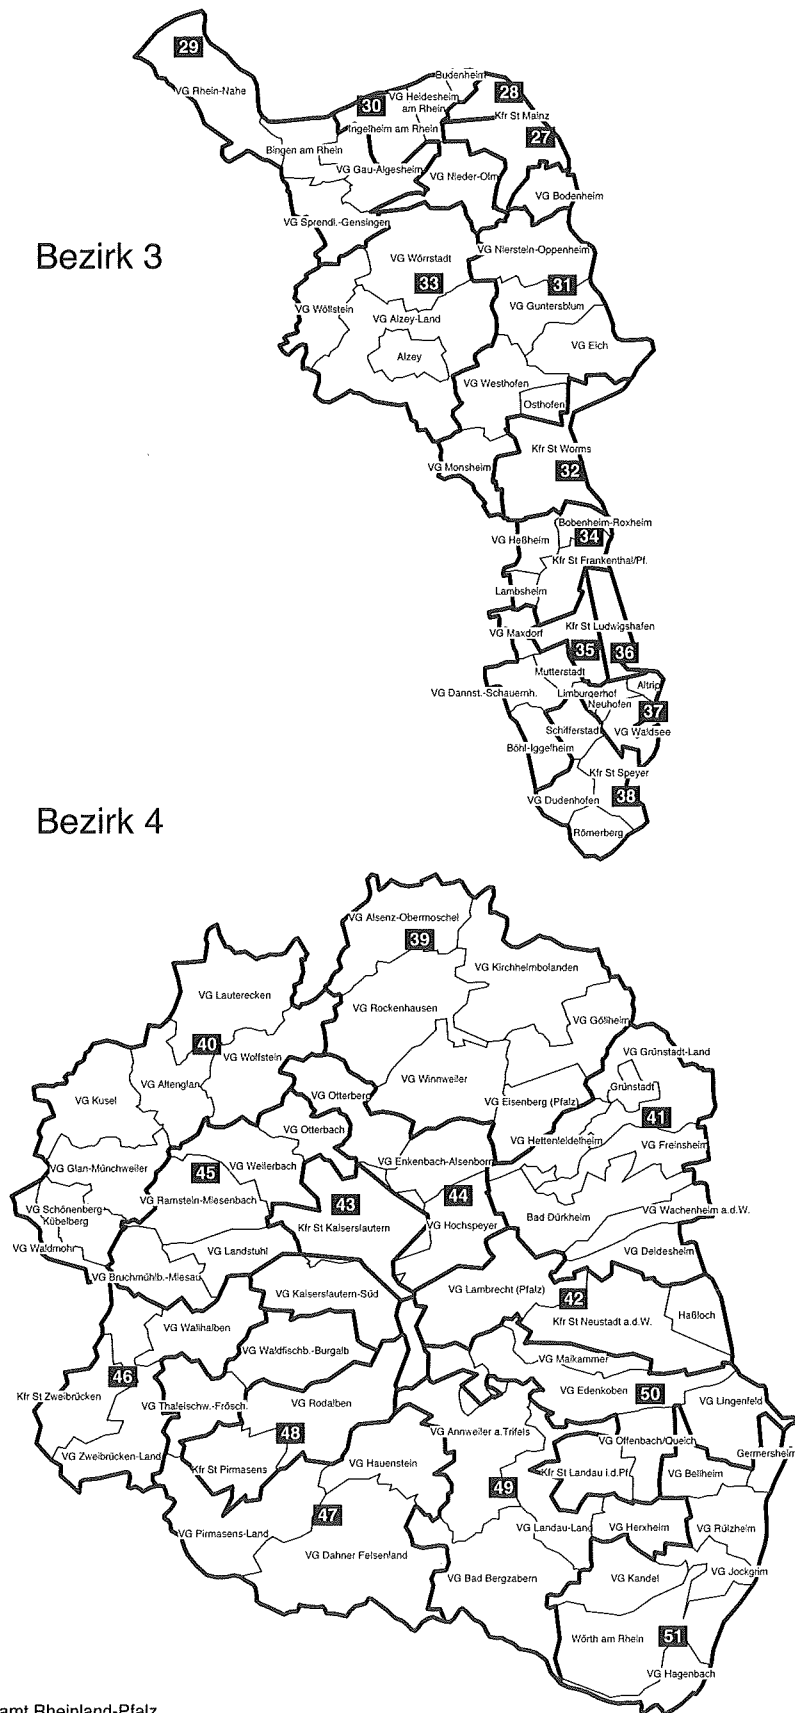 29
VG Rhein-Nahe
Budenheim
28
VG Heidesheim
am Rhein
30
Kfr St Mainz
Ingelheim am Rhein
27
Bingen am Rhein
VG Gau-Algesheim
VG Nieder-Olm
VG Bodenheim
VG Sprendl.-Gensingen
Bezirk 3
VG Nierstein-Oppenheim
VG Wörrstadt
33
31
VG Guntersblum
VG Wöllstein
VG Alzey-Land
VG Eich
Alzey
VG Westhofen
Osthofen
Kfr St Worms
VG Monsheim
32
Bobenheim-Roxheim
VG Heßheim
34
Kfr St Frankenthal/Pf.
Lambsheim
Kfr St Ludwigshafen
VG Maxdorf
35
36
Mutterstadt
Altrip
VG Dannst.-Schauernh.
Limburgerhof
Neuhofen
37
Schifferstadt
VG Waldsee
Böhl-Iggelheim
Kfr St Speyer
38
VG Dudenhofen
Römerberg
Bezirk 4
VG Alsenz-Obermoschel
39
VG Kirchheimbolanden
VG Lauterecken
VG Rockenhausen
VG Göllheim
40
VG Wolfstein
VG Grünstadt-Land
VG Altenglan
VG Winnweiler
Grünstadt
VG Kusel
VG Otterberg
VG Eisenberg (Pfalz)
41
VG Otterbach
VG Hettenleidelheim
VG Freinsheim
VG Glan-Münchweiler
45
VG Weilerbach
VG Enkenbach-Alsenborn
VG Ramstein-Miesenbach
43
44
VG Schönenberg
Kübelberg
Kfr St Kaiserslautern
VG Hochspeyer
Bad Dürkheim
VG Wachenheim a.d.W.
VG Waldmohr
VG Landstuhl
VG Deidesheim
VG Bruchmühlb.-Miesau
VG Kaiserslautern-Süd
VG Lambrecht (Pfalz)
42
Kfr St Neustadt a.d.W.
Haßloch
VG Wallhalben
VG Waldfischb.-Burgalb
VG Maikammer
46
Kfr St Zweibrücken
VG Thaleischw.-Frösch.
VG Rodalben
VG Edenkoben
50
VG Lingenfeld
48
VG Annweiler a.Trifels
VG Offenbach/Queich
Germersheim
VG Zweibrücken-Land
Kfr St Pirmasens
VG Hauenstein
Kfr St Landau i.d.Pf.
VG Bellheim
49
47
VG Pirmasens-Land
VG Landau-Land
VG Herxheim
VG Rülzheim
VG Dahner Felsenland
VG Bad Bergzabern
VG Kandel
VG Jockgrim
Wörth am Rhein
51
VG Hagenbach
amt Rheinland-Pfalz